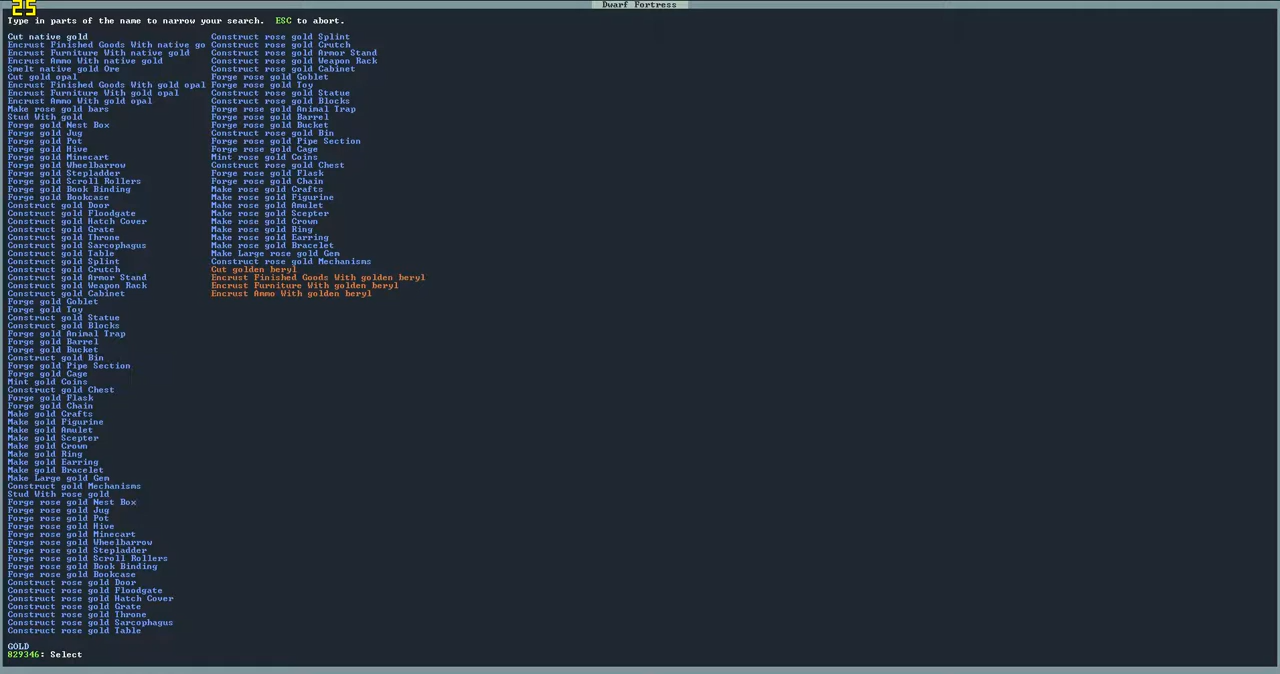 25
Dwarf Fortress
Type in parts of the name to narrow your search.  ESC to abort.
Cut native gold
Encrust Finished Goods With native go
Encrust Furniture With native gold
Encrust Ammo With native gold
Smelt native gold Ore
Cut gold opal
Encrust Finished Goods With gold opal
Encrust Furniture With gold opal
Encrust Ammo With gold opal
Make rose gold bars
Stud With gold
Forge gold Nest Box
Forge gold Jug
Forge gold Pot
Forge gold Hive
Forge gold Minecart
Forge gold Wheelbarrow
Forge gold Stepladder
Forge gold Scroll Rollers
Forge gold Book Binding
Forge gold Bookcase
Construct gold Door
Construct gold Floodgate
Construct gold Hatch Cover
Construct gold Grate
Construct gold Throne
Construct gold Sarcophagus
Construct gold Table
Construct gold Splint
Construct gold Crutch
Construct gold Armor Stand
Construct gold Weapon Rack
Construct gold Cabinet
Forge gold Goblet
Forge gold Toy
Construct gold Statue
Construct gold Blocks
Forge gold Animal Trap
Forge gold Barrel
Forge gold Bucket
Construct gold Bin
Forge gold Pipe Section
Forge gold Cage
Mint gold Coins
Construct gold Chest
Forge gold Flask
Forge gold Chain
Make gold Crafts
Make gold Figurine
Make gold Amulet
Make gold Scepter
Make gold Crown
Make gold Ring
Make gold Earring
Make gold Bracelet
Make Large gold Gem
Construct gold Mechanisms
Stud With rose gold
Forge rose gold Nest Box
Forge rose gold Jug
Forge rose gold Pot
Forge rose gold Hive
Forge rose gold Minecart
Forge rose gold Wheelbarrow
Forge rose gold Stepladder
Forge rose gold Scroll Rollers
Forge rose gold Book Binding
Forge rose gold Bookcase
Construct rose gold Door
Construct rose gold Floodgate
Construct rose gold Hatch Cover
Construct rose gold Grate
Construct rose gold Throne
Construct rose gold Sarcophagus
Construct rose gold Table
Construct rose gold Splint
Construct rose gold Crutch
Construct rose gold Armor Stand
Construct rose gold Weapon Rack
Construct rose gold Cabinet
Forge rose gold Goblet
Forge rose gold Toy
Construct rose gold Statue
Construct rose gold Blocks
Forge rose gold Animal Trap
Forge rose gold Barrel
Forge rose gold Bucket
Construct rose gold Bin
Forge rose gold Pipe Section
Forge rose gold Cage
Mint rose gold Coins
Construct rose gold Chest
Forge rose gold Flask
Forge rose gold Chain
Make rose gold Crafts
Make rose gold Figurine
Make rose gold Amulet
Make rose gold Scepter
Make rose gold Crown
Make rose gold Ring
Make rose gold Earring
Make rose gold Bracelet
Make Large rose gold Gem
Construct rose gold Mechanisms
Cut golden beryl
Encrust Finished Goods With golden beryl
Encrust Furniture With golden beryl
Encrust Ammo With golden beryl
GOLD
829346: Select